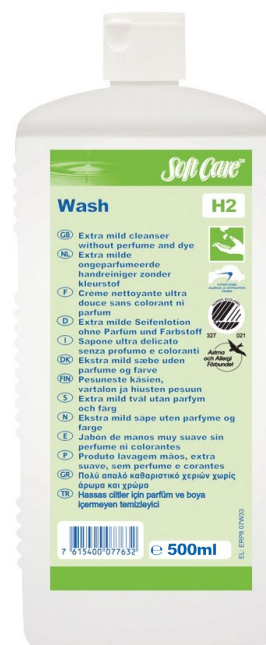 Soft Care™
Wash
H2
GB Extra mild cleanser
without perfume and dye
NL Extra milde
ongeparfumeerde
handreiniger zonder
kleurstof
F Crème nettoyante ultra
douce sans colorant ni
parfum
D Extra milde Seifenlotion
ohne Parfum und Farbstoff
I Sapone ultra delicato
senza profumo e coloranti
DK Ekstra mild sæbe uden
parfume og farve
FIN Pesuneste käsien,
vartalon ja hiusten pesuun
S Extra mild tvål utan parfym
och färg
N Ekstra mild såpe uten parfyme og
farge
E Jabón de manos muy suave sin
perfume ni colorantes
P Produto lavagem mãos, extra
suave, sem perfume e corantes
GR Πολύ απαλό καθαριστικό χεριών χωρίς
άρωμα και χρώμα
TR Hassas ciltler için parfüm ve boya
içermeyen temizleyici
327 021
Astma
och Allergi
Förbundet
7 615400 077632
e 500ml
EL: ERP8 07W33